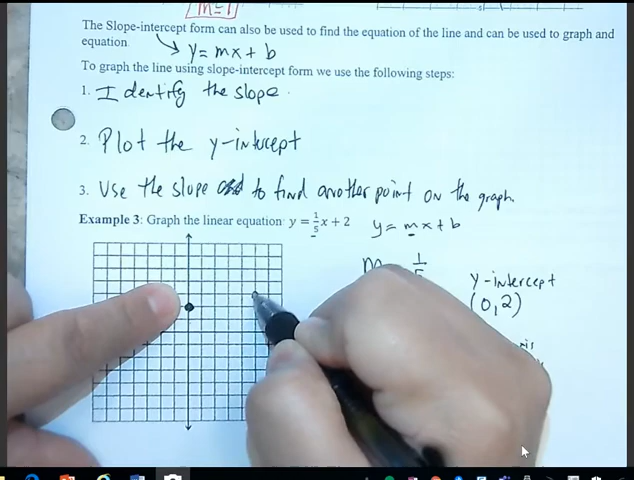 m=1
The Slope-intercept form can also be used to find the equation of the line and can be used to graph and
equation.
y = mx + b
To graph the line using slope-intercept form we use the following steps:
1. Identify the slope.
2. Plot the y-intercept
3. Use the slope to find another point on the graph.
Example 3: Graph the linear equation: y = 1/5 x + 2 y = mx + b
m 1/5
y-intercept
(0,2)